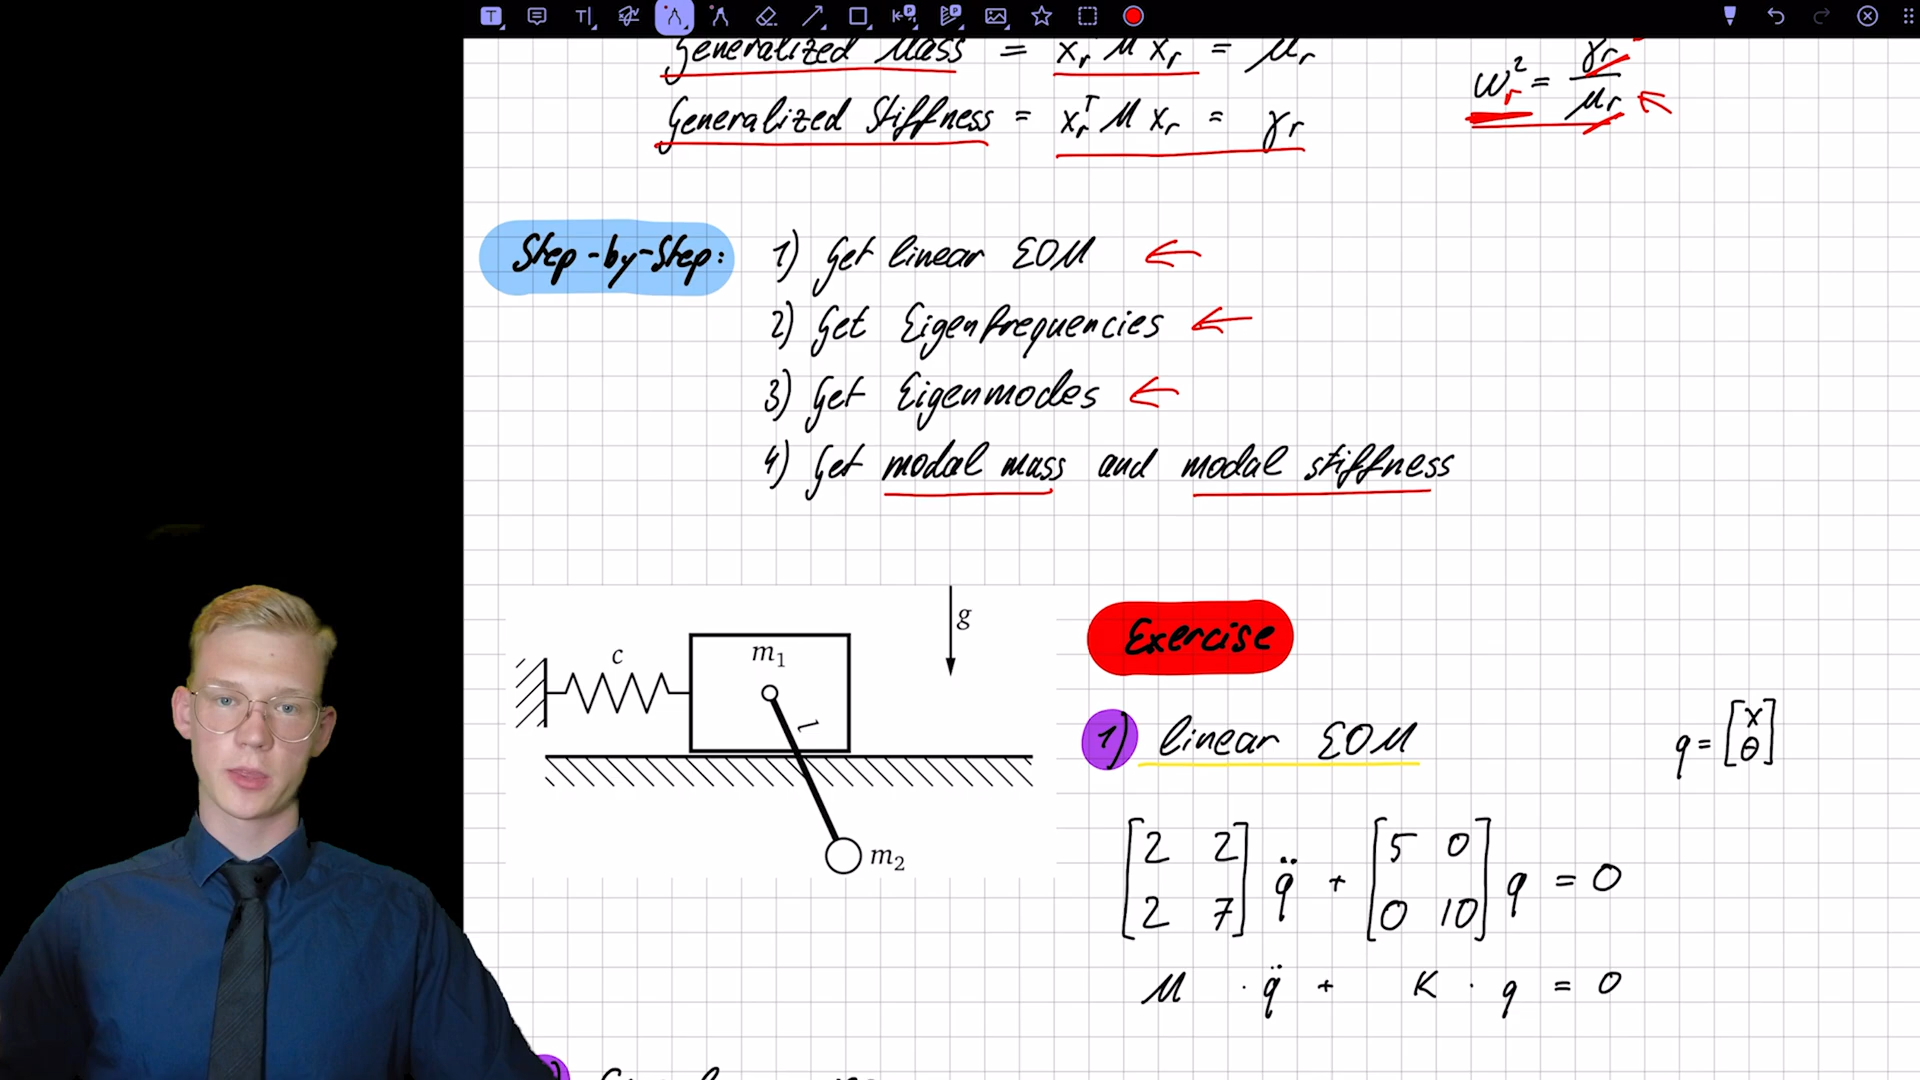 Generalized Mass = xᵣ M xᵣ = μᵣ
ωᵣ² = γᵣ / μᵣ
Generalized Stiffness = xᵣᵀ M xᵣ = γᵣ
Step-by-Step:
1) Get linear EOM
2) Get Eigenfrequencies
3) Get Eigenmodes
4) Get modal mass and modal stiffness
g
c
m₁
l
m₂
Exercise
1) linear EOM
q = [x θ]
[2 2
2 7] q̈ + [5 0
0 10] q = 0
M · q̈ + K · q = 0